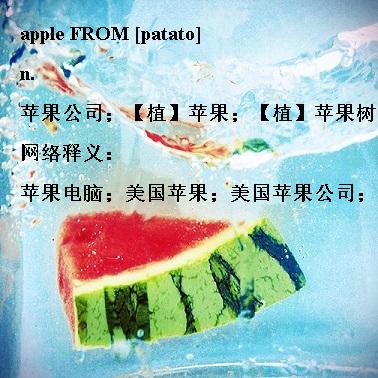 apple FROM [patato]
n.
苹果公司；【植】苹果；【植】苹果树
网络释义：
苹果电脑；美国苹果；美国苹果公司；